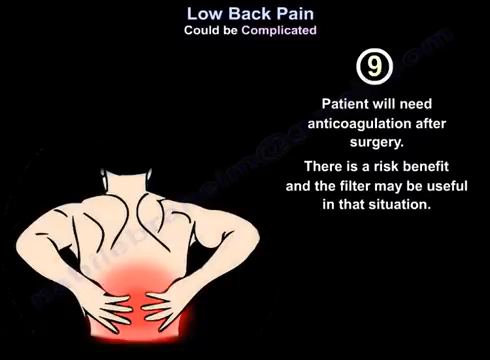 Low Back Pain
Could be Complicated
9
Patient will need
anticoagulation after
surgery.
There is a risk benefit
and the filter may be useful
in that situation.